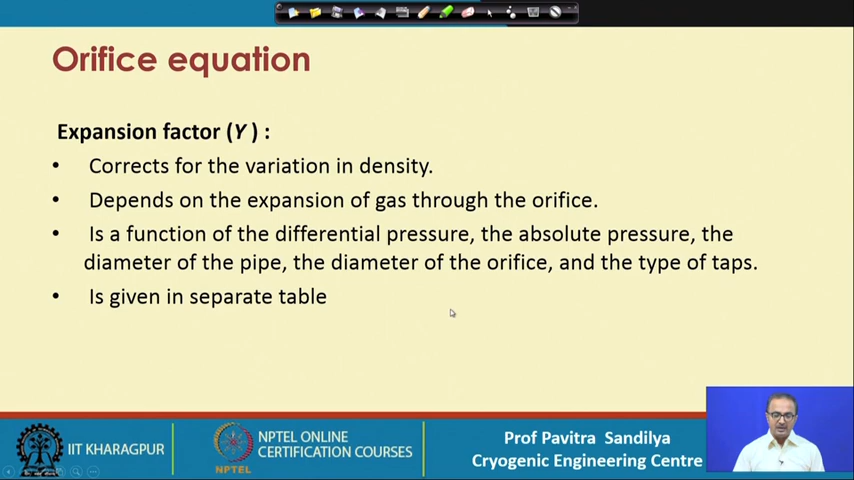 Orifice equation
Expansion factor (Y ) :
• Corrects for the variation in density.
• Depends on the expansion of gas through the orifice.
• Is a function of the differential pressure, the absolute pressure, the
diameter of the pipe, the diameter of the orifice, and the type of taps.
• Is given in separate table
IIT KHARAGPUR
NPTEL
NPTEL ONLINE
CERTIFICATION COURSES
Prof Pavitra Sandilya
Cryogenic Engineering Centre